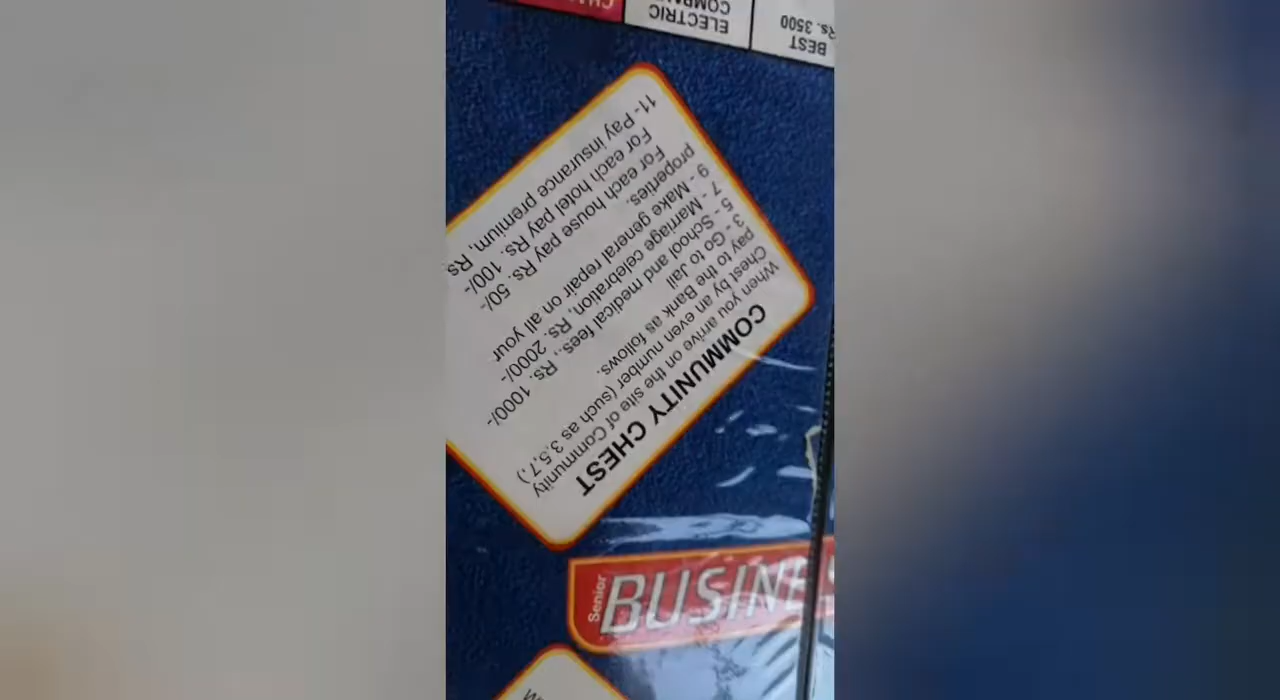 COMMUNITY CHEST
When you arrive on the site of Community
Chest by an even number (such as 3,5,7,)
pay to the Bank as follows.
3 - Go to Jail
5 - School and medical fees., Rs. 1000/-
7 - Marriage celebration, Rs. 2000/-
9 - Make general repair on all your
properties.
For each house pay Rs. 50/-
For each hotel pay Rs. 100/-
11- Pay insurance premium, Rs
Senior
BUSINE
ELECTRIC
BEST
Rs. 3500